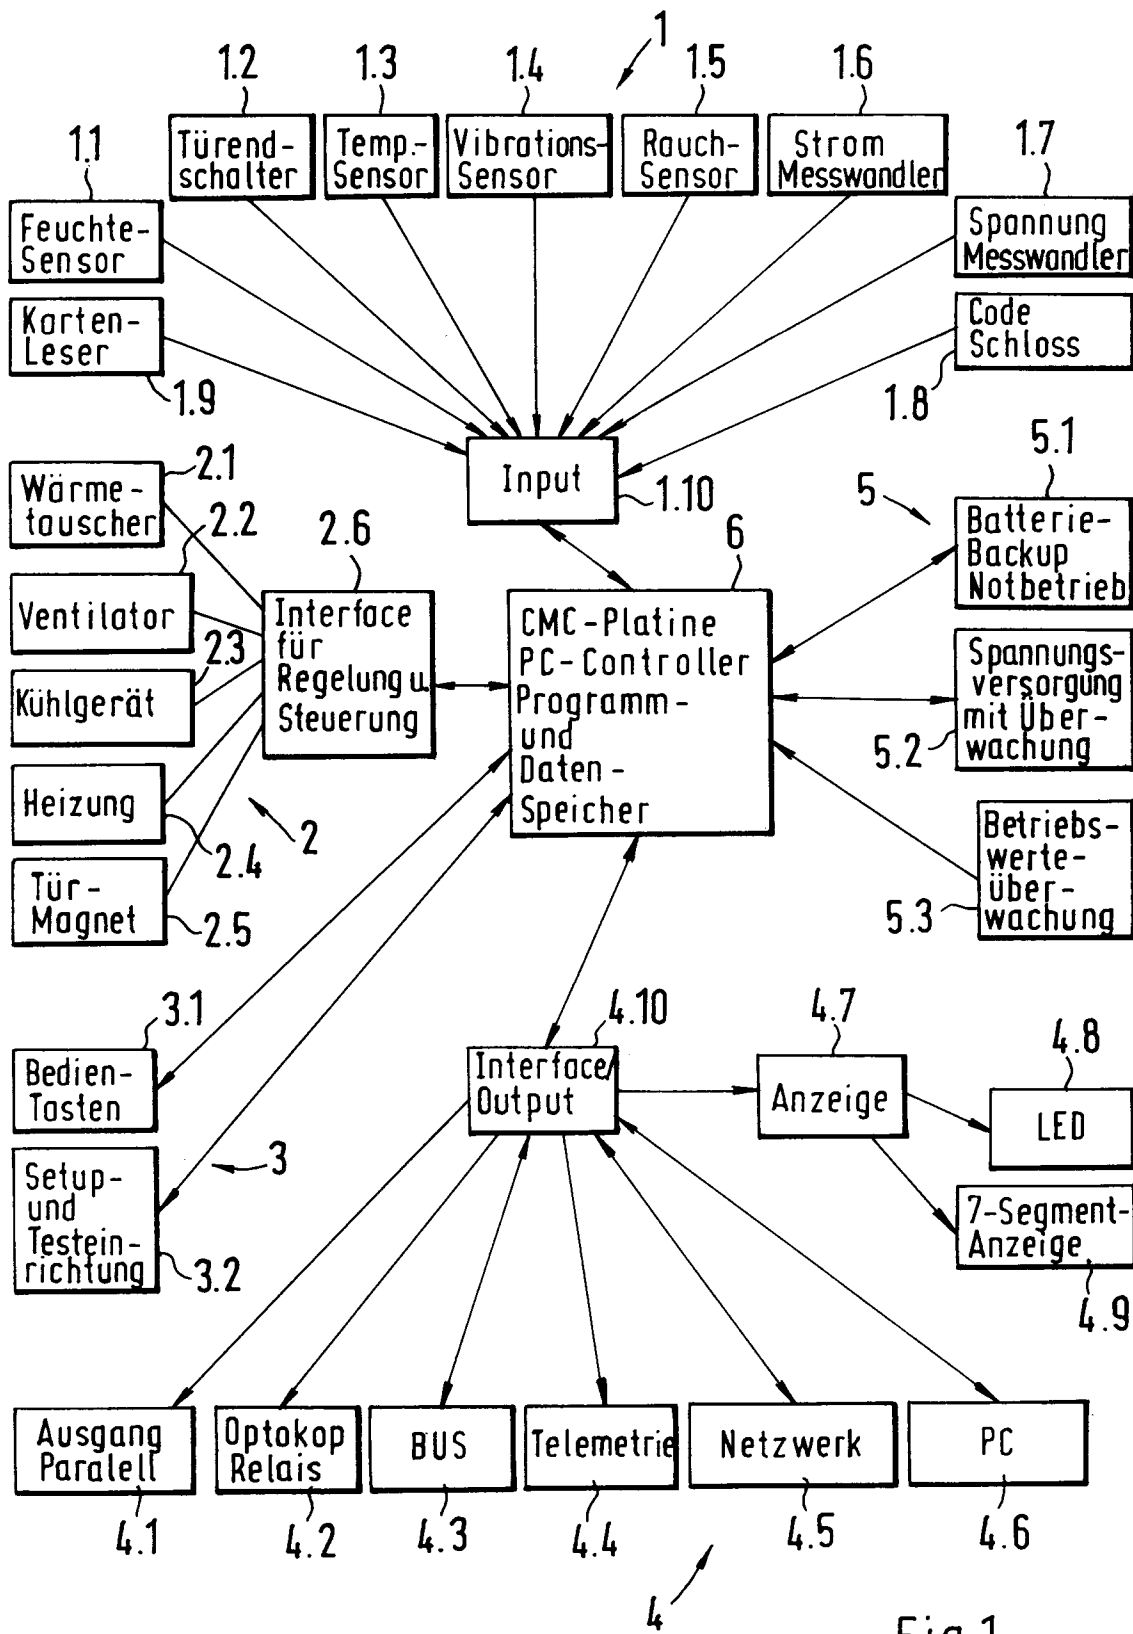 1
1.2
1.3
1.4
1.5
1.6
1.1
1.7
Türend-
schalter
Temp.-
Sensor
Vibrations-
Sensor
Rauch-
Sensor
Strom
Messwandler
Feuchte-
Sensor
Spannung
Messwandler
Karten-
Leser
1.9
Code
Schloss
1.8
Input
1.10
Wärme-
tauscher
2.1
2.2
Ventilator
2.3
Kühlgerät
Heizung
2.4
Tür-
Magnet
2.5
2
2.6
Interface
für
Regelung u.
Steuerung
6
CMC-Platine
PC-Controller
Programm-
und
Daten-
Speicher
5
5.1
Batterie-
Backup
Notbetrieb
Spannungs-
versorgung
mit Über-
wachung
5.2
Betriebs-
werte-
über-
wachung
5.3
3.1
Bedien-
Tasten
3
Setup-
und
Testein-
richtung
3.2
4.10
Interface/
Output
4.7
Anzeige
4.8
LED
7-Segment-
Anzeige
4.9
Ausgang
Paralell
4.1
Optokop
Relais
4.2
BUS
4.3
Telemetrie
4.4
Netzwerk
4.5
PC
4.6
4
Fig.1